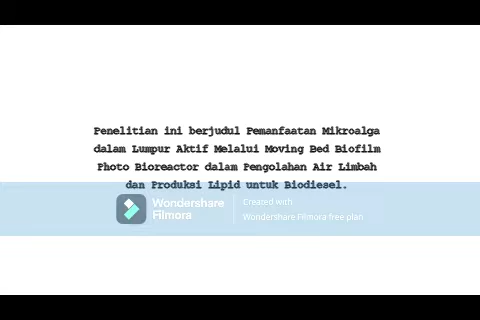 Penelitian ini berjudul Pemanfaatan Mikroalga
dalam Lumpur Aktif Melalui Moving Bed Biofilm
Photo Bioreactor dalam Pengolahan Air Limbah
dan Produksi Lipid untuk Biodiesel.
Wondershare
Filmora
Created with
Wondershare Filmora free plan